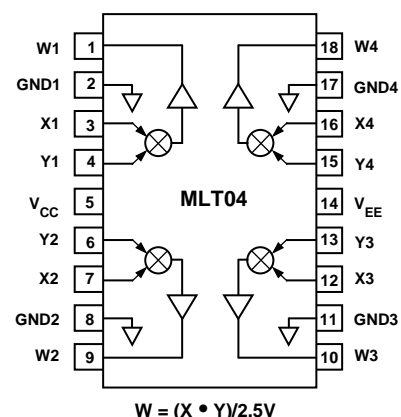 W1 1 18 W4
GND1 2 17 GND4
X1 3 16 X4
Y1 4 15 Y4
MLT04
VCC 5 14 VEE
Y2 6 13 Y3
X2 7 12 X3
GND2 8 11 GND3
W2 9 10 W3
W = (X • Y)/2.5V